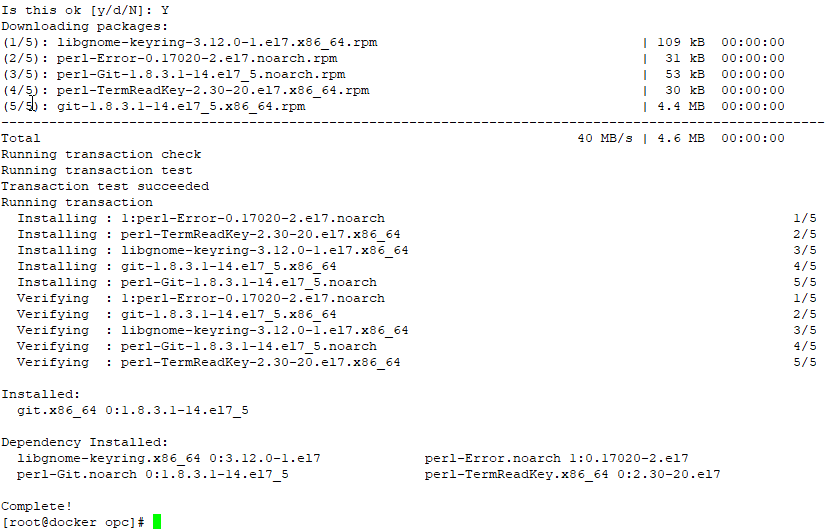 Is this ok [y/d/N]: Y
Downloading packages:
(1/5): libgnome-keyring-3.12.0-1.el7.x86_64.rpm | 109 kB 00:00:00
(2/5): perl-Error-0.17020-2.el7.noarch.rpm | 31 kB 00:00:00
(3/5): perl-Git-1.8.3.1-14.el7_5.noarch.rpm | 53 kB 00:00:00
(4/5): perl-TermReadKey-2.30-20.el7.x86_64.rpm | 30 kB 00:00:00
(5/5): git-1.8.3.1-14.el7_5.x86_64.rpm | 4.4 MB 00:00:00
--------------------------------------------------------------------------------------------------------
Total 40 MB/s | 4.6 MB 00:00:00
Running transaction check
Running transaction test
Transaction test succeeded
Running transaction
Installing : 1:perl-Error-0.17020-2.el7.noarch 1/5
Installing : perl-TermReadKey-2.30-20.el7.x86_64 2/5
Installing : libgnome-keyring-3.12.0-1.el7.x86_64 3/5
Installing : git-1.8.3.1-14.el7_5.x86_64 4/5
Installing : perl-Git-1.8.3.1-14.el7_5.noarch 5/5
Verifying : 1:perl-Error-0.17020-2.el7.noarch 1/5
Verifying : git-1.8.3.1-14.el7_5.x86_64 2/5
Verifying : libgnome-keyring-3.12.0-1.el7.x86_64 3/5
Verifying : perl-Git-1.8.3.1-14.el7_5.noarch 4/5
Verifying : perl-TermReadKey-2.30-20.el7.x86_64 5/5
Installed:
git.x86_64 0:1.8.3.1-14.el7_5
Dependency Installed:
libgnome-keyring.x86_64 0:3.12.0-1.el7 perl-Error.noarch 1:0.17020-2.el7
perl-Git.noarch 0:1.8.3.1-14.el7_5 perl-TermReadKey.x86_64 0:2.30-20.el7
Complete!
[root@docker opc]#